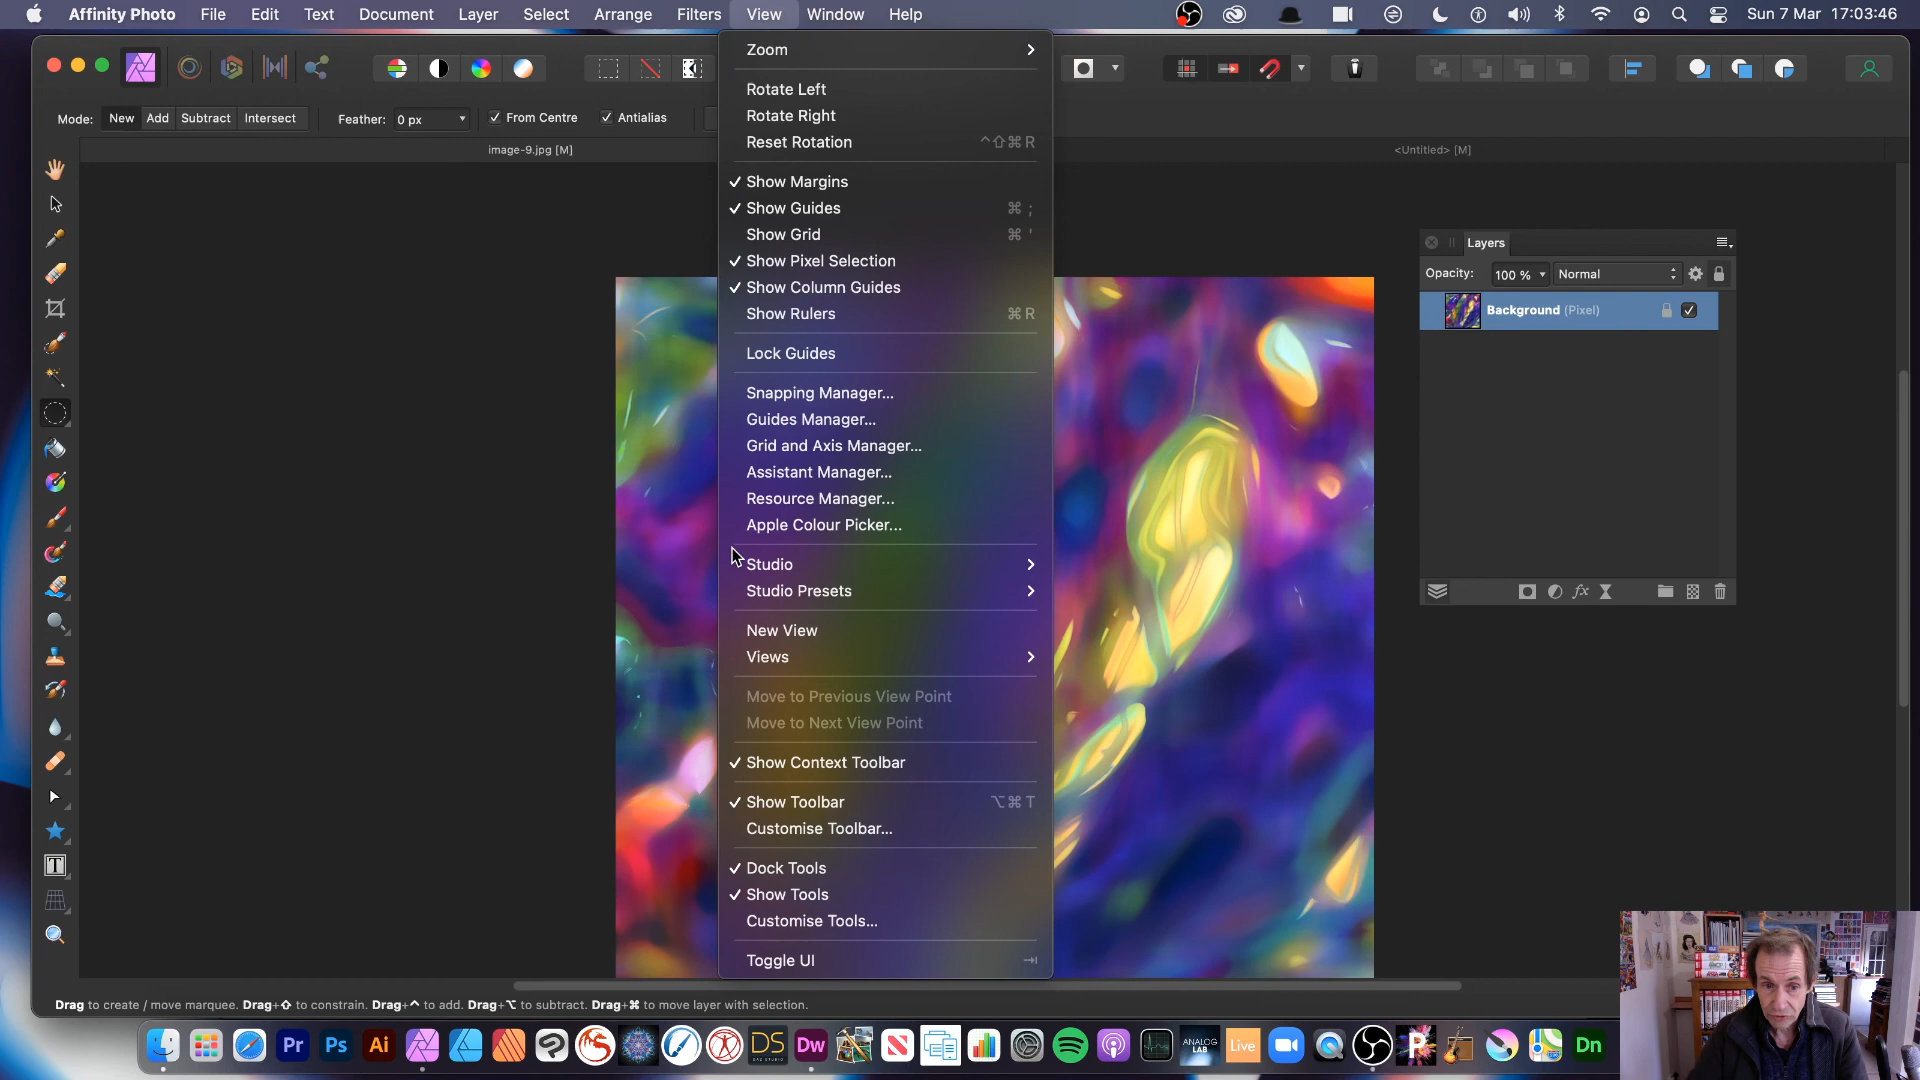 Affinity Photo File Edit Text Document Layer Select Arrange Filters View Window Help Sun 7 Mar 17:03:46
Mode: New Add Subtract Intersect Feather: 0 px From Centre Antialias
image-9.jpg [M] <Untitled> [M]
Zoom
Rotate Left
Rotate Right
Reset Rotation ^⇧⌘R
Show Margins
Show Guides ⌘ ;
Show Grid ⌘ '
Show Pixel Selection
Show Column Guides
Show Rulers ⌘R
Lock Guides
Snapping Manager...
Guides Manager...
Grid and Axis Manager...
Assistant Manager...
Resource Manager...
Apple Colour Picker...
Studio
Studio Presets
New View
Views
Move to Previous View Point
Move to Next View Point
Show Context Toolbar
Show Toolbar ⌥⌘T
Customise Toolbar...
Dock Tools
Show Tools
Customise Tools...
Toggle UI ⇥
Layers
Opacity: 100 % Normal
Background (Pixel)
T
Drag to create / move marquee. Drag+⇧ to constrain. Drag+^ to add. Drag+⌥ to subtract. Drag+⌘ to move layer with selection.
Pr Ps Ai DS Dw ANALOG LAB Live P Dn